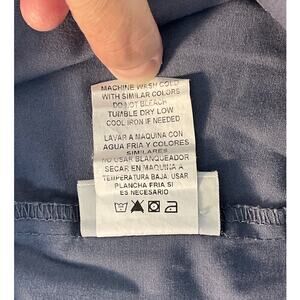 MACHINE WASH COLD
WITH SIMILAR COLORS
DO NOT BLEACH
TUMBLE DRY LOW
COOL IRON IF NEEDED
LAVAR A MAQUINA CON
AGUA FRIA Y COLORES
SIMILARES
NO USAR BLANQUEADOR
SECAR EN MAQUINA A
TEMPERATURA BAJA: USAR
PLANCHA FRIA SI
ES NECESARIO